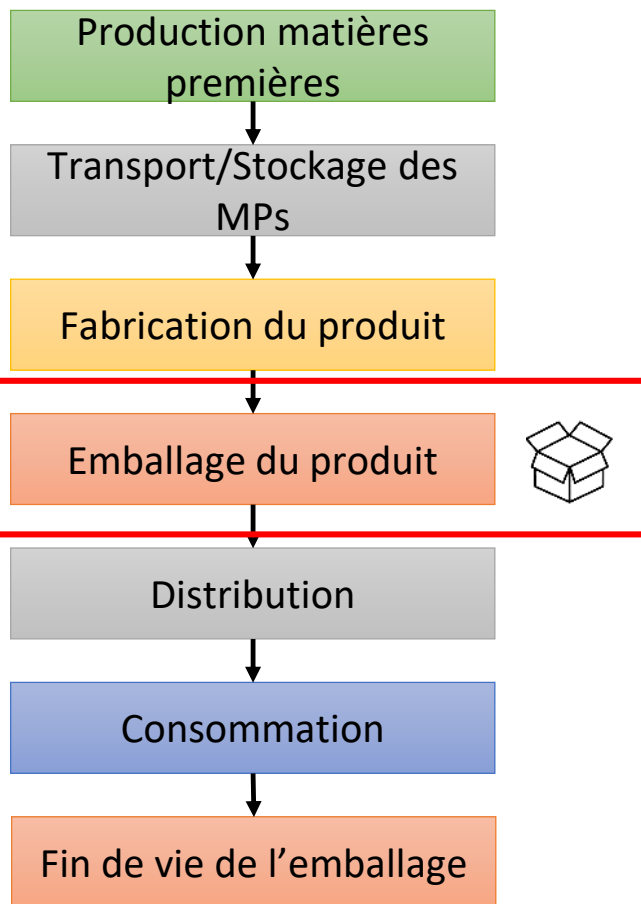 Production matières
premières
Transport/Stockage des
MPs
Fabrication du produit
Emballage du produit
Distribution
Consommation
Fin de vie de l’emballage